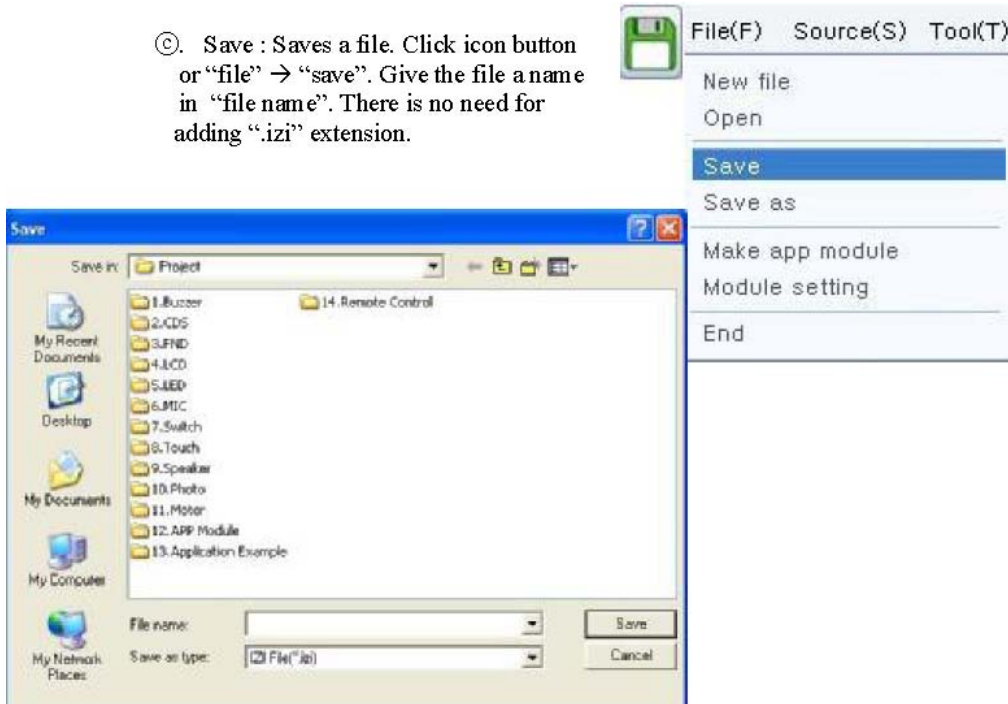 ⓒ. Save : Saves a file. Click icon button
or “file” → “save”. Give the file a name
in “file name”. There is no need for
adding “.izi” extension.
File(F) Source(S) Tool(T)
New file
Open
Save
Save as
Make app module
Module setting
End
Save
Save in: Project
My Recent
Documents
Desktop
My Documents
My Computer
My Network
Places
1.Buzzer
2.CDS
3.FND
4.LCD
5.LED
6.MIC
7.Switch
8.Touch
9.Speaker
10.Photo
11.Motor
12.APP Module
13.Application Example
14.Remote Control
File name:
Save
Save as type: IZI File(*.izi)
Cancel